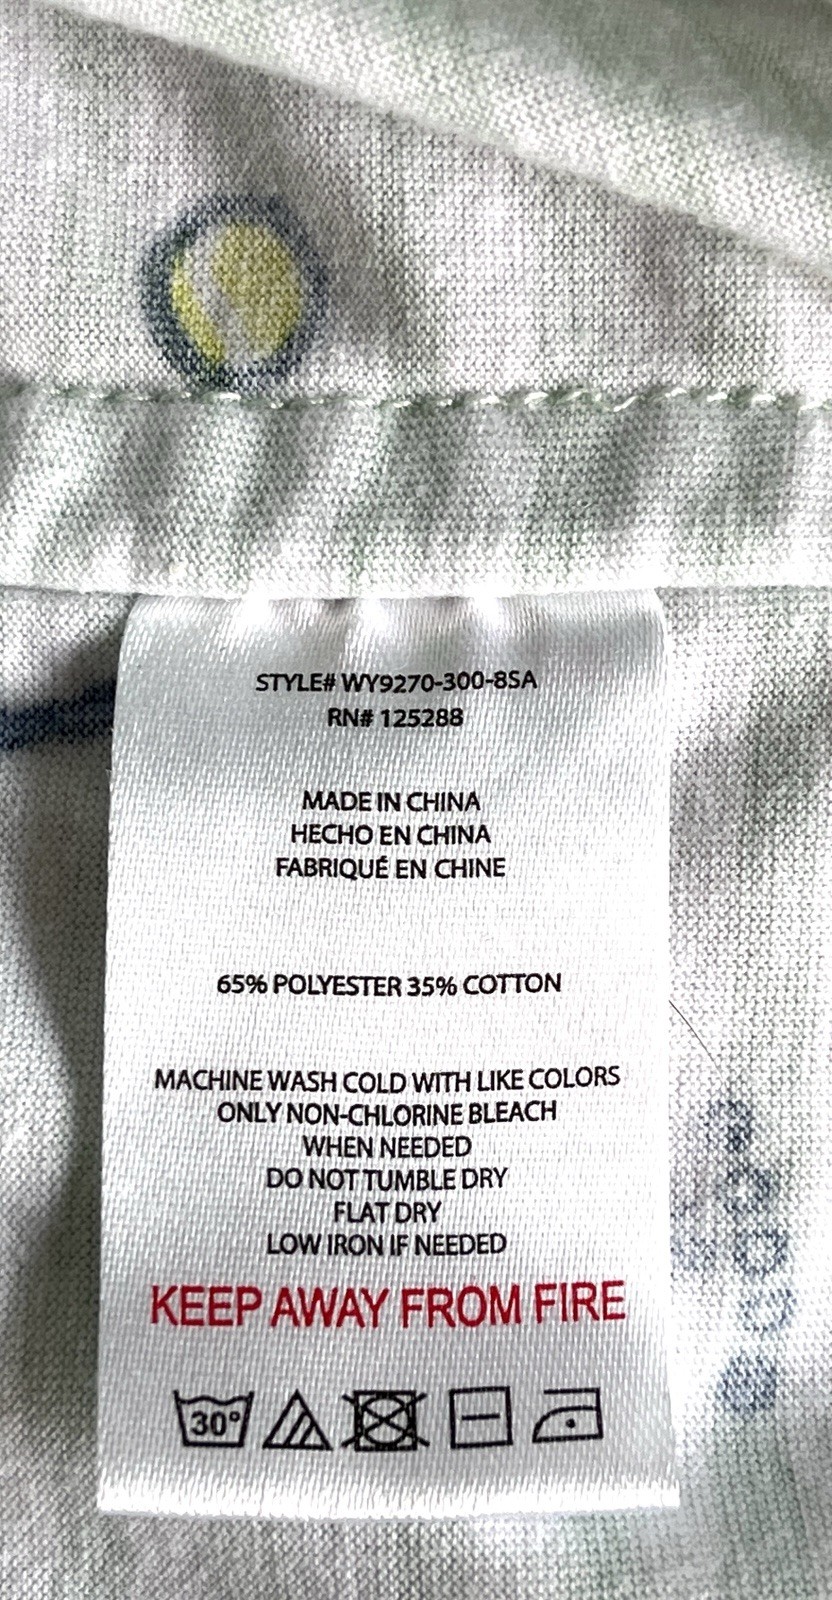 STYLE# WY9270-300-8SA
RN# 125288
MADE IN CHINA
HECHO EN CHINA
FABRIQUÉ EN CHINE
65% POLYESTER 35% COTTON
MACHINE WASH COLD WITH LIKE COLORS
ONLY NON-CHLORINE BLEACH
WHEN NEEDED
DO NOT TUMBLE DRY
FLAT DRY
LOW IRON IF NEEDED
KEEP AWAY FROM FIRE
30°